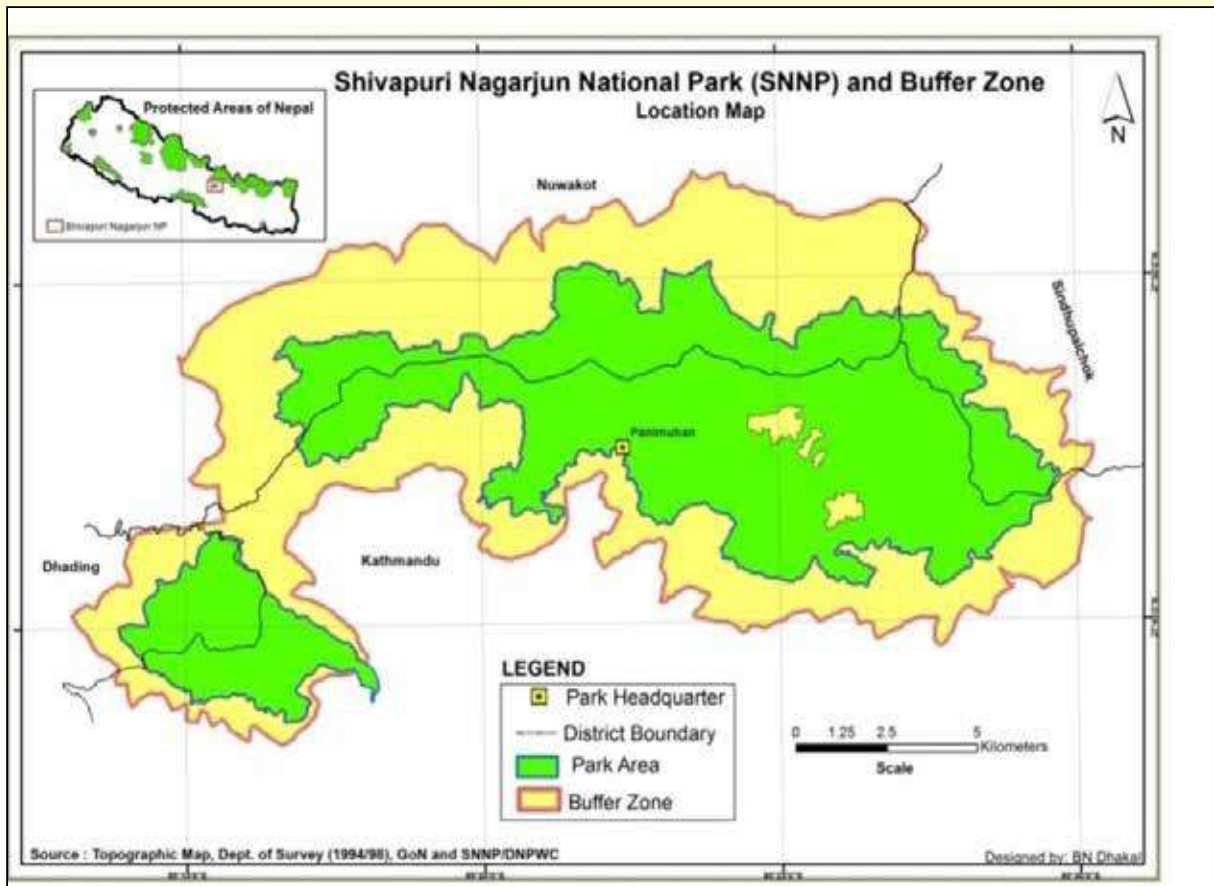 Shivapuri Nagarjun National Park (SNNP) and Buffer Zone
Location Map
Protected Areas of Nepal
Shivapuri Nagarjun NP
N
Nuwakot
Sindhupalchok
Panimuhan
Dhading
Kathmandu
LEGEND
Park Headquarter
District Boundary
Park Area
Buffer Zone
0 1.25 2.5 5
Kilometers
Scale
Source : Topographic Map, Dept. of Survey (1994/98), GoN and SNNP/DNPWC
Designed by: BN Dhakal